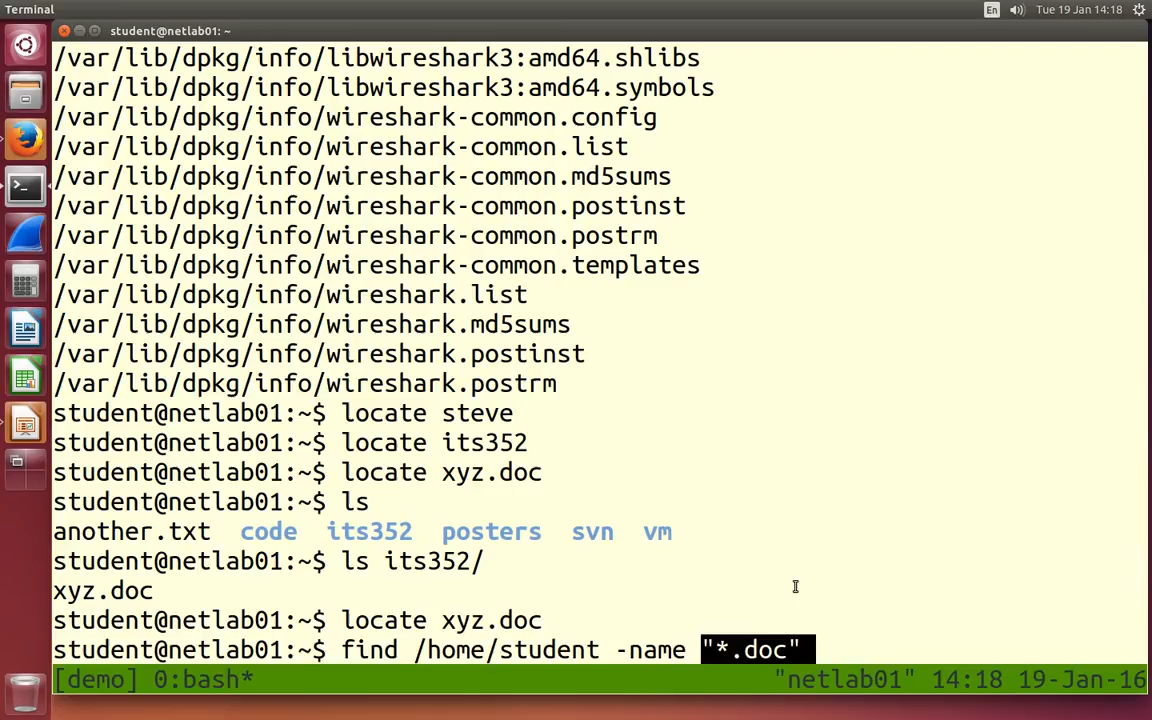 Terminal
En
Tue 19 Jan 14:18
student@netlab01: ~
/var/lib/dpkg/info/libwireshark3:amd64.shlibs
/var/lib/dpkg/info/libwireshark3:amd64.symbols
/var/lib/dpkg/info/wireshark-common.config
/var/lib/dpkg/info/wireshark-common.list
/var/lib/dpkg/info/wireshark-common.md5sums
/var/lib/dpkg/info/wireshark-common.postinst
/var/lib/dpkg/info/wireshark-common.postrm
/var/lib/dpkg/info/wireshark-common.templates
/var/lib/dpkg/info/wireshark.list
/var/lib/dpkg/info/wireshark.md5sums
/var/lib/dpkg/info/wireshark.postinst
/var/lib/dpkg/info/wireshark.postrm
student@netlab01:~$ locate steve
student@netlab01:~$ locate its352
student@netlab01:~$ locate xyz.doc
student@netlab01:~$ ls
another.txt  code  its352  posters  svn  vm
student@netlab01:~$ ls its352/
xyz.doc
student@netlab01:~$ locate xyz.doc
student@netlab01:~$ find /home/student -name "*.doc"
[demo] 0:bash* "netlab01" 14:18 19-Jan-16